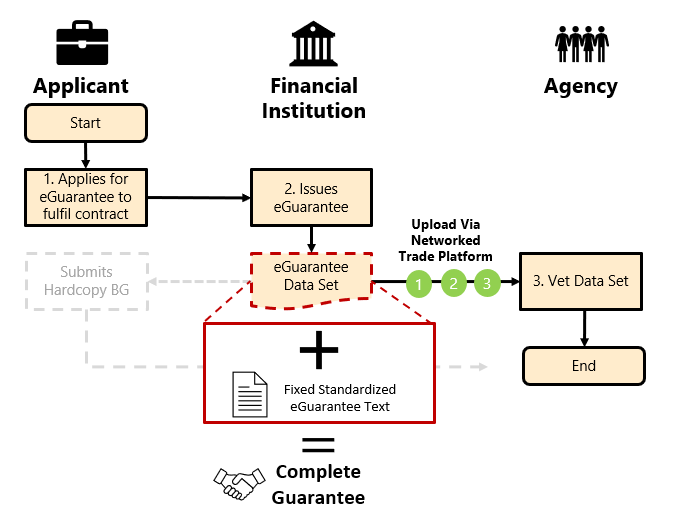 Applicant
Financial
Institution
Agency
Start
1. Applies for
eGuarantee to
fulfil contract
2. Issues
eGuarantee
Upload Via
Networked
Trade Platform
Submits
Hardcopy BG
eGuarantee
Data Set
1 2 3
3. Vet Data Set
End
Fixed Standardized
eGuarantee Text
Complete
Guarantee